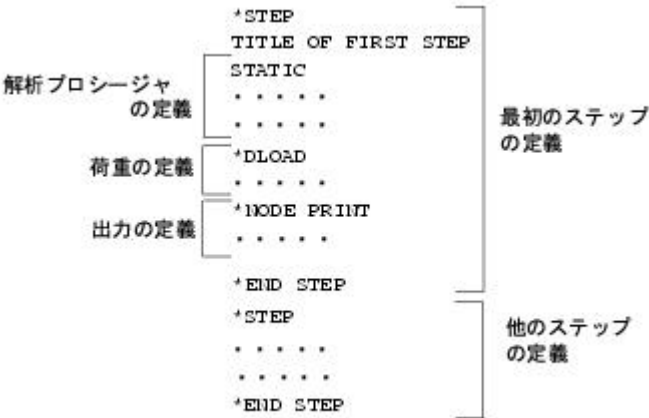 *STEP
TITLE OF FIRST STEP
解析プロシージャ
の定義
STATIC
. . . . .
. . . . .
最初のステップ
の定義
荷重の定義
*DLOAD
. . . . .
出力の定義
*NODE PRINT
. . . . .
*END STEP
*STEP
. . . . .
. . . . .
*END STEP
他のステップ
の定義